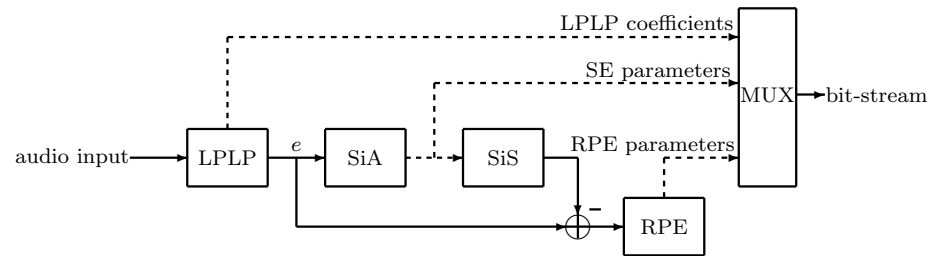 LPLP coefficients
SE parameters
MUX
bit-stream
audio input
LPLP
e
SiA
SiS
RPE parameters
−
RPE